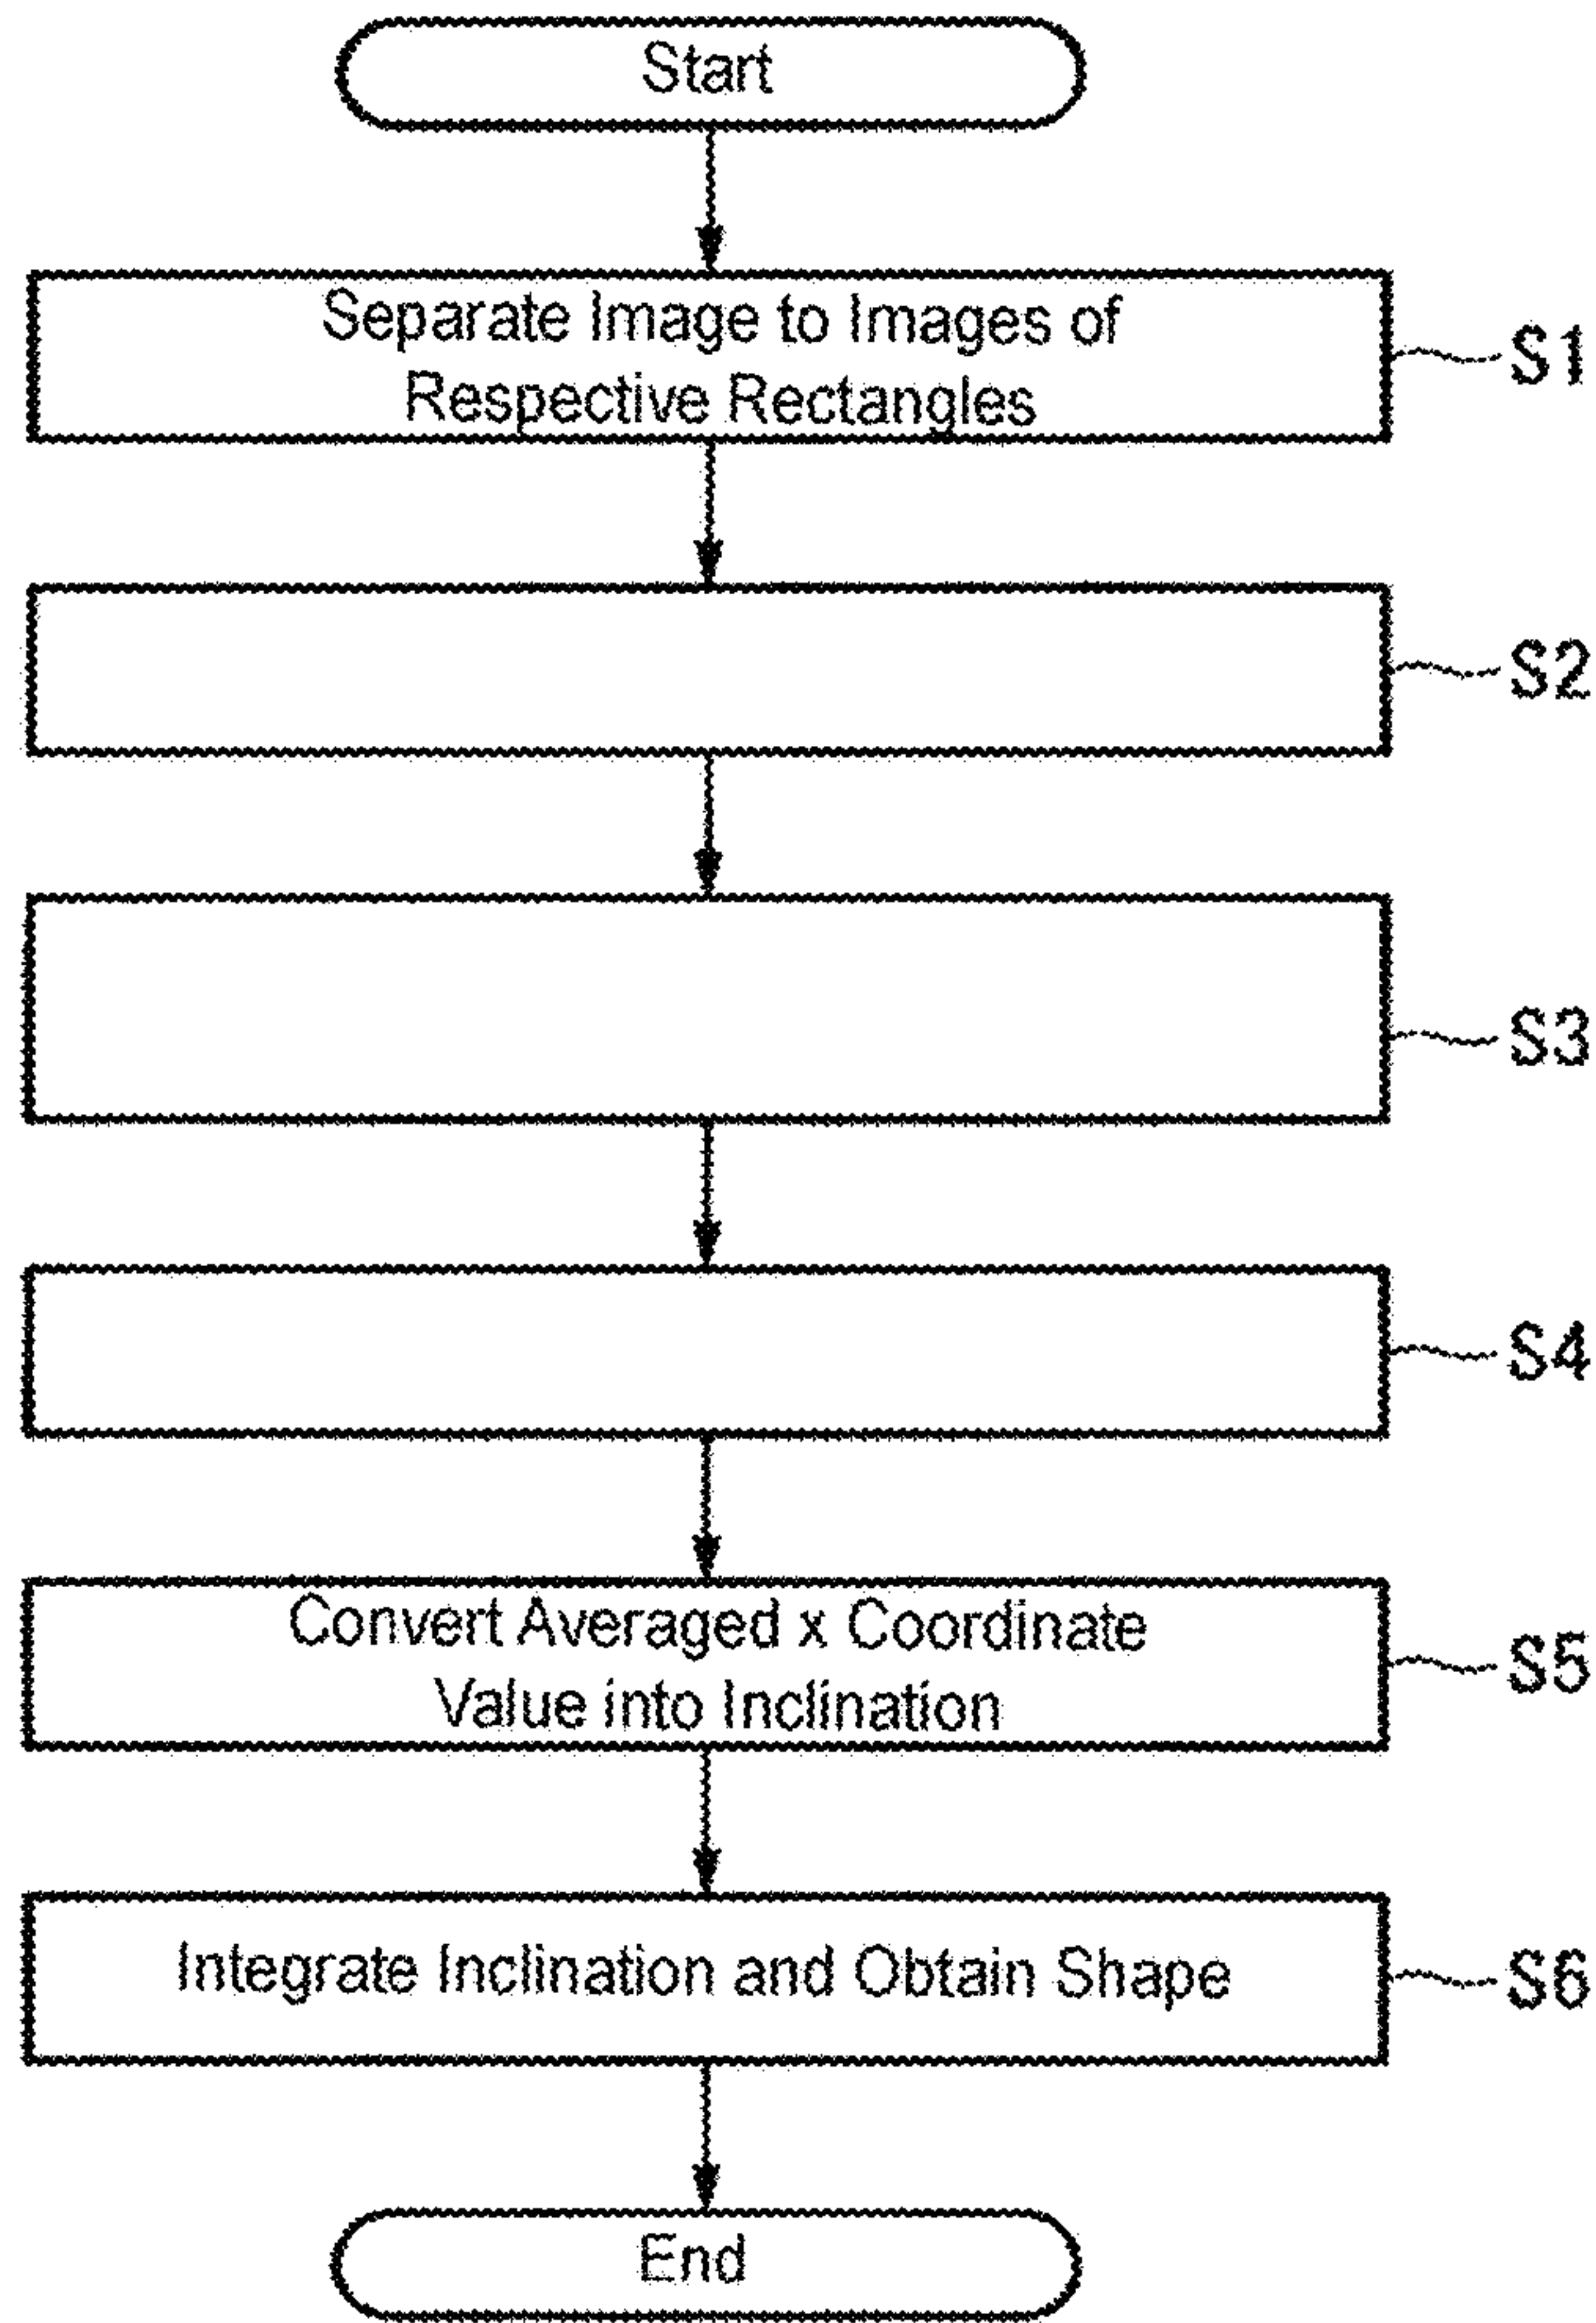 Start
Separate Image to Images of
Respective Rectangles
S1
S2
S3
S4
Convert Averaged x Coordinate
Value into Inclination
S5
Integrate Inclination and Obtain Shape
S6
End